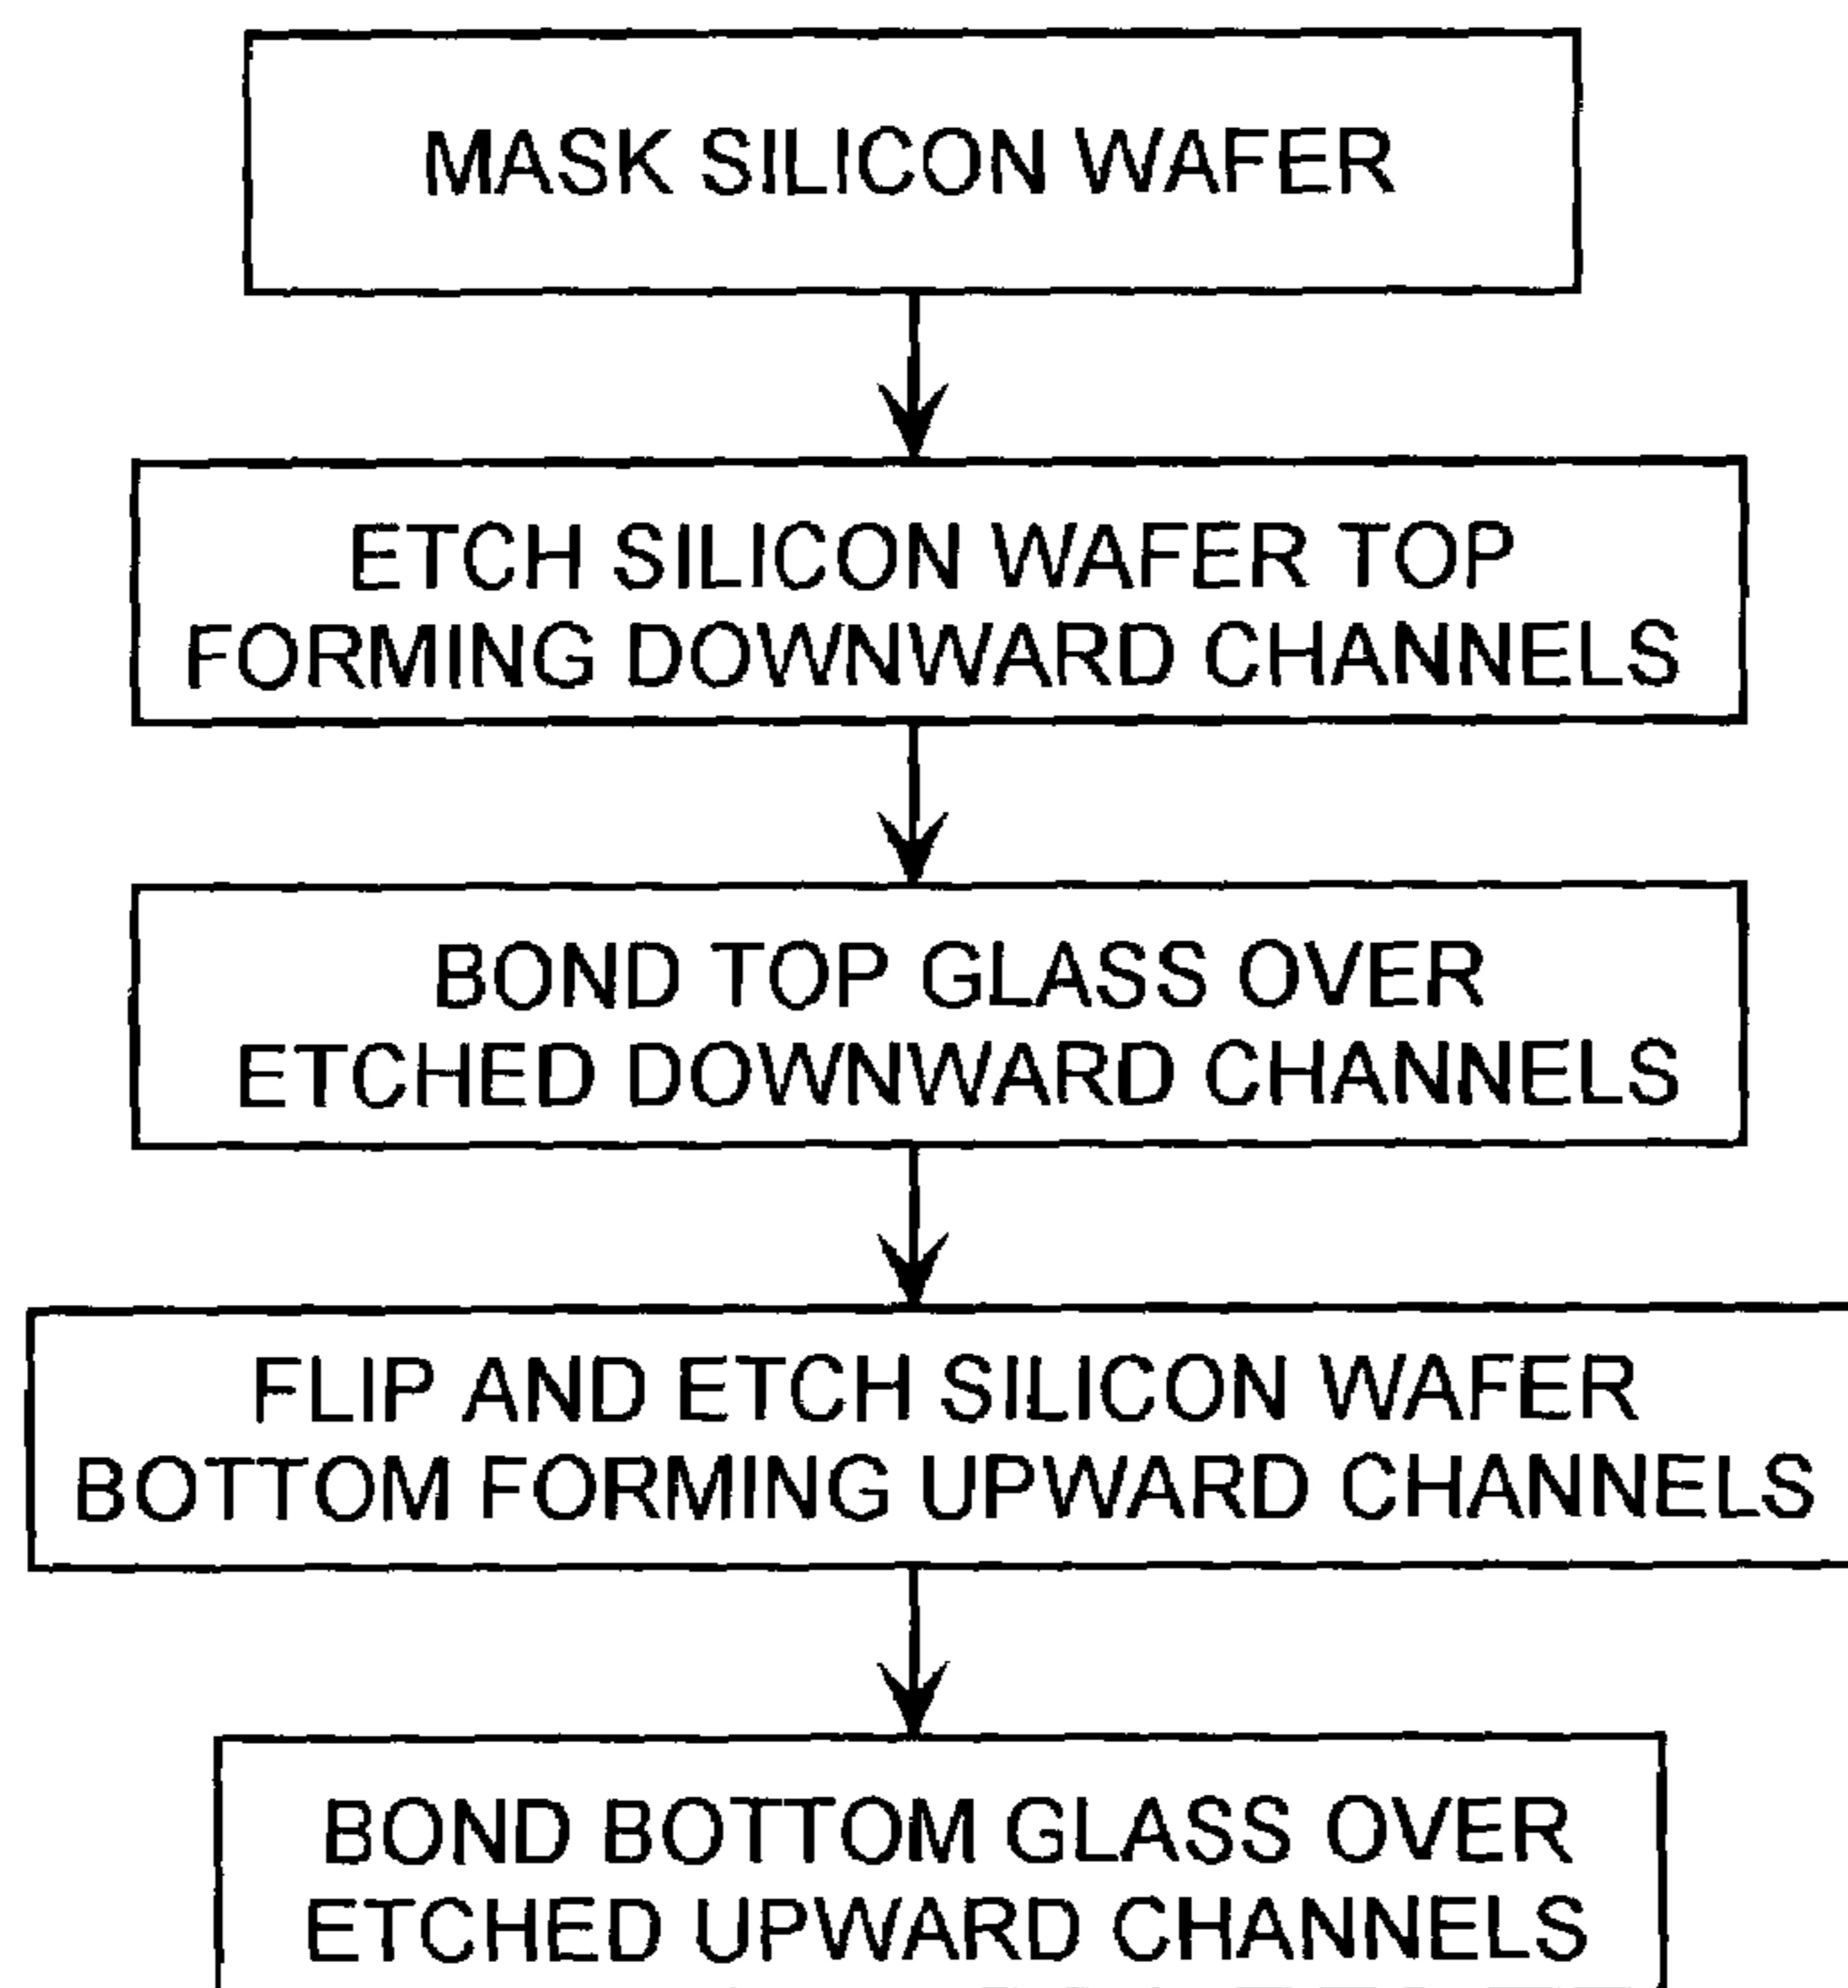 MASK SILICON WAFER
ETCH SILICON WAFER TOP
FORMING DOWNWARD CHANNELS
BOND TOP GLASS OVER
ETCHED DOWNWARD CHANNELS
FLIP AND ETCH SILICON WAFER
BOTTOM FORMING UPWARD CHANNELS
BOND BOTTOM GLASS OVER
ETCHED UPWARD CHANNELS